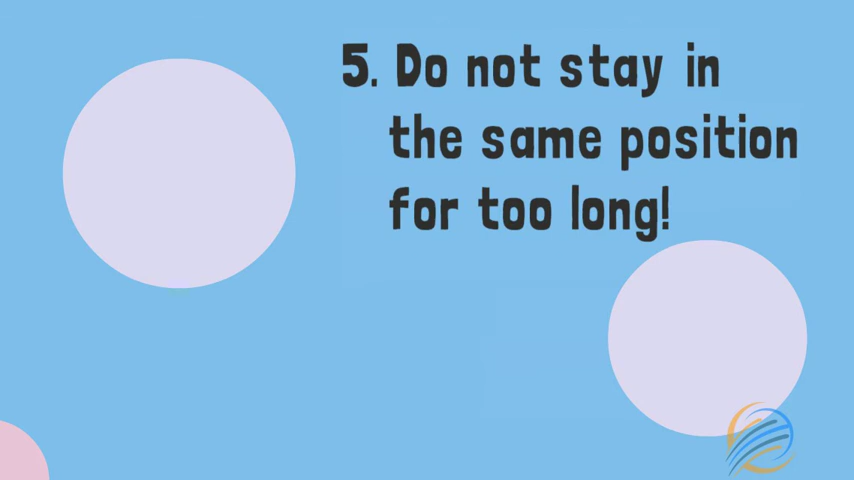 5. Do not stay in
the same position
for too long!